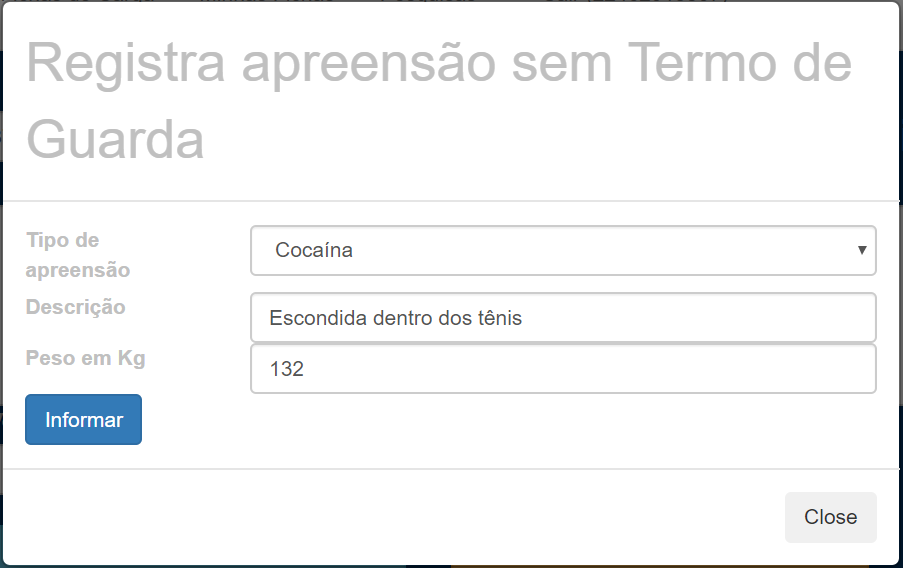 Registra apreensão sem Termo de
Guarda
Tipo de
apreensão
Cocaína
Descrição
Escondida dentro dos tênis
Peso em Kg
132
Informar
Close